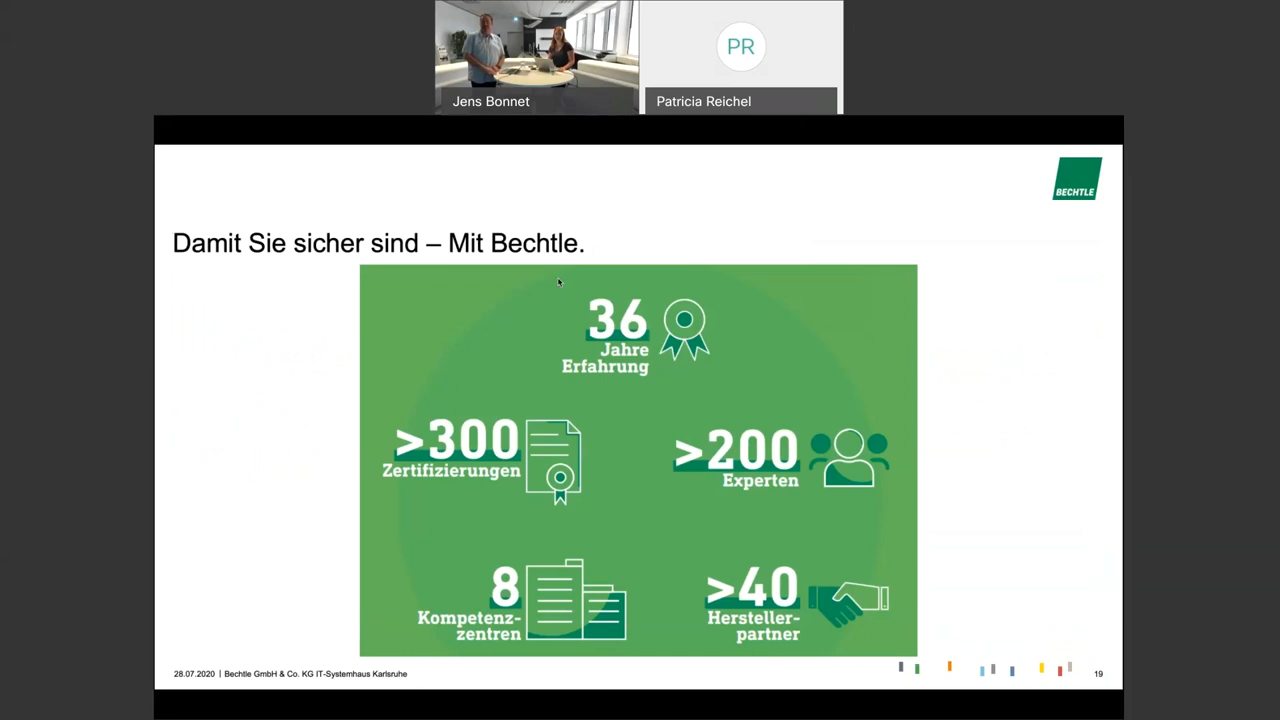 PR
Jens Bonnet
Patricia Reichel
BECHTLE
Damit Sie sicher sind – Mit Bechtle.
36
Jahre
Erfahrung
>300
Zertifizierungen
>200
Experten
8
Kompetenz-
zentren
>40
Hersteller-
partner
28.07.2020 | Bechtle GmbH & Co. KG IT-Systemhaus Karlsruhe
19